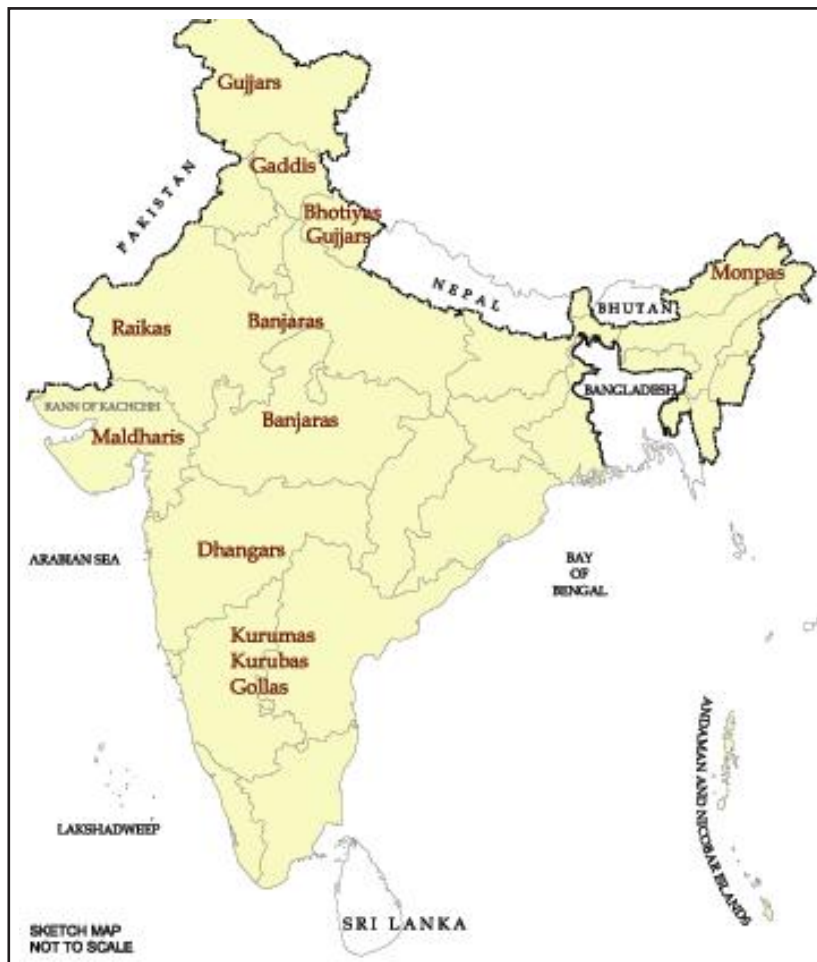 Gujjars
Gaddis
PAKISTAN
Bhotiyas
Gujjars
NEPAL
BHUTAN
Monpas
Raikas
Banjaras
BANGLADESH
RANN OF KACHCHH
Maldharis
Banjaras
Dhangars
ARABIAN SEA
BAY
OF
BENGAL
Kurumas
Kurubas
Gollas
ANDAMAN AND NICOBAR ISLANDS
LAKSHADWEEP
SRI LANKA
SKETCH MAP
NOT TO SCALE